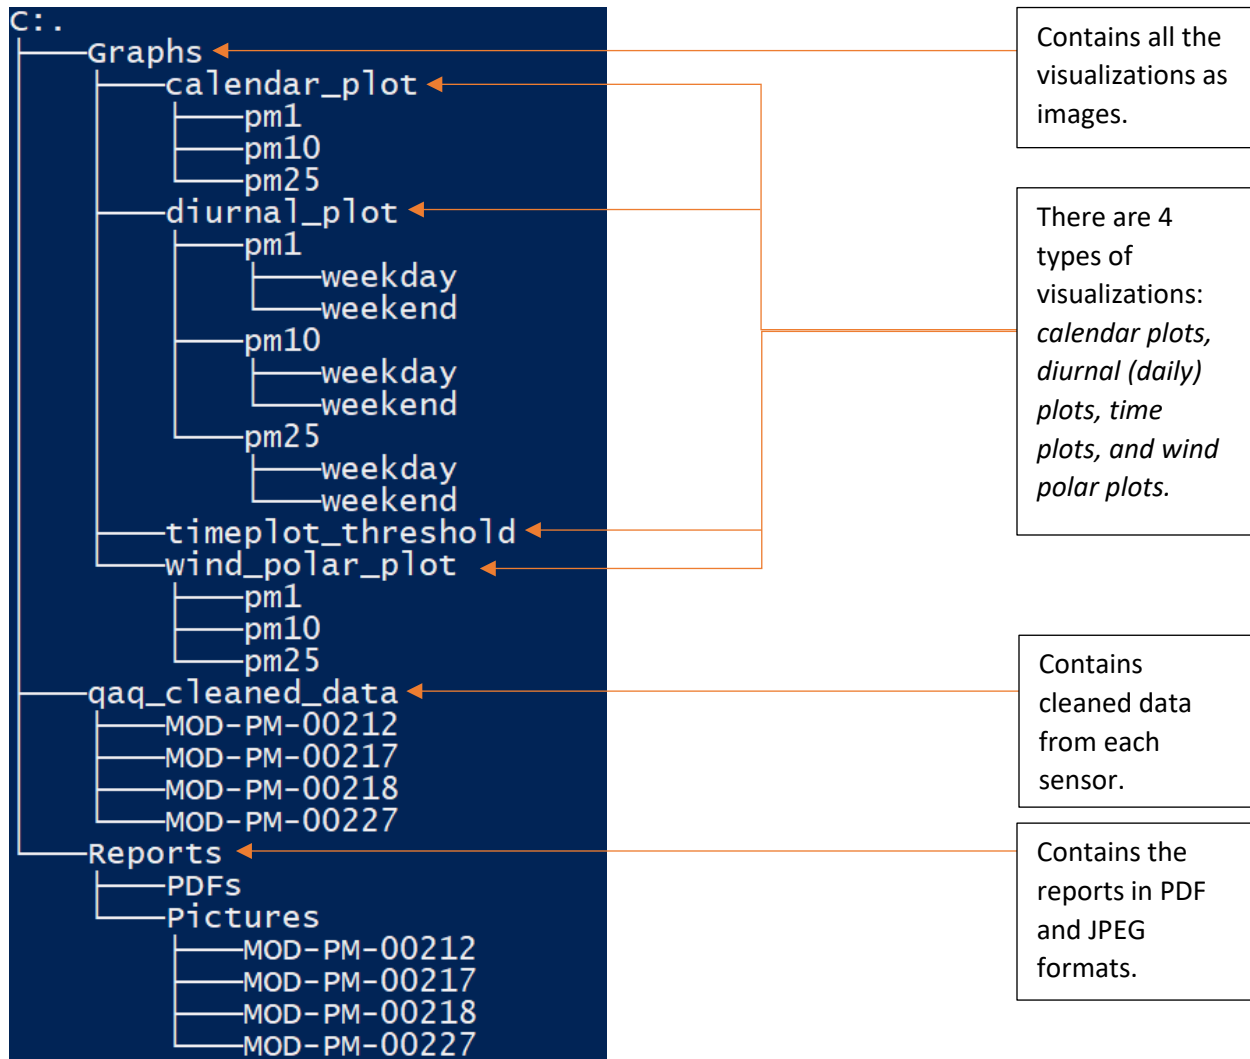 C:.
Graphs
calendar_plot
pm1
pm10
pm25
diurnal_plot
pm1
weekday
weekend
pm10
weekday
weekend
pm25
weekday
weekend
timeplot_threshold
wind_polar_plot
pm1
pm10
pm25
qaq_cleaned_data
MOD-PM-00212
MOD-PM-00217
MOD-PM-00218
MOD-PM-00227
Reports
PDFs
Pictures
MOD-PM-00212
MOD-PM-00217
MOD-PM-00218
MOD-PM-00227
Contains all the
visualizations as
images.
There are 4
types of
visualizations:
calendar plots,
diurnal (daily)
plots, time
plots, and wind
polar plots.
Contains
cleaned data
from each
sensor.
Contains the
reports in PDF
and JPEG
formats.